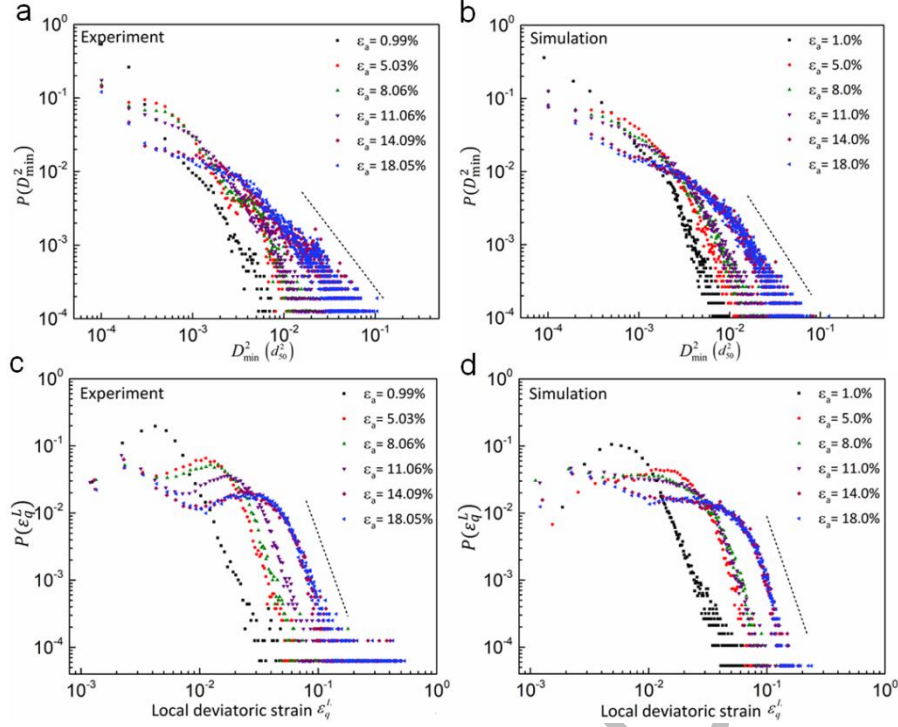 a
Experiment
εₐ= 0.99%
εₐ= 5.03%
εₐ= 8.06%
εₐ= 11.06%
εₐ= 14.09%
εₐ= 18.05%
10⁰
10⁻¹
10⁻²
10⁻³
10⁻⁴
P(D²min)
10⁻⁴ 10⁻³ 10⁻² 10⁻¹
D²min (d²₅₀)
b
Simulation
εₐ= 1.0%
εₐ= 5.0%
εₐ= 8.0%
εₐ= 11.0%
εₐ= 14.0%
εₐ= 18.0%
10⁰
10⁻¹
10⁻²
10⁻³
10⁻⁴
P(D²min)
10⁻⁴ 10⁻³ 10⁻² 10⁻¹
D²min (d²₅₀)
c
Experiment
εₐ= 0.99%
εₐ= 5.03%
εₐ= 8.06%
εₐ= 11.06%
εₐ= 14.09%
εₐ= 18.05%
10⁰
10⁻¹
10⁻²
10⁻³
10⁻⁴
P(ε_q^L)
10⁻³ 10⁻² 10⁻¹ 10⁰
Local deviatoric strain ε_q^L
d
Simulation
εₐ= 1.0%
εₐ= 5.0%
εₐ= 8.0%
εₐ= 11.0%
εₐ= 14.0%
εₐ= 18.0%
10⁰
10⁻¹
10⁻²
10⁻³
10⁻⁴
P(ε_q^L)
10⁻³ 10⁻² 10⁻¹ 10⁰
Local deviatoric strain ε_q^L